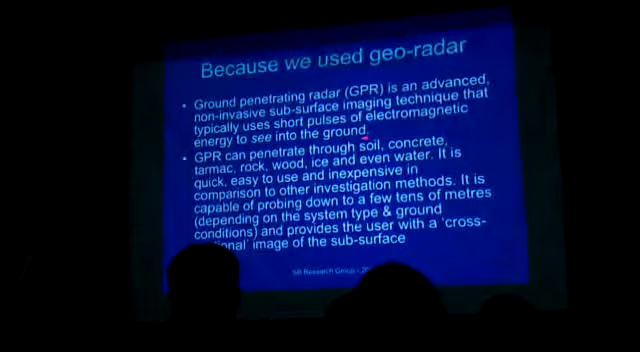 Because we used geo-radar
• Ground penetrating radar (GPR) is an advanced,
non-invasive sub-surface imaging technique that
typically uses short pulses of electromagnetic
energy to see into the ground.
• GPR can penetrate through soil, concrete,
tarmac, rock, wood, ice and even water. It is
quick, easy to use and inexpensive in
comparison to other investigation methods. It is
capable of probing down to a few tens of metres
(depending on the system type & ground
conditions) and provides the user with a 'cross-
image of the sub-surface
SB Research Group -